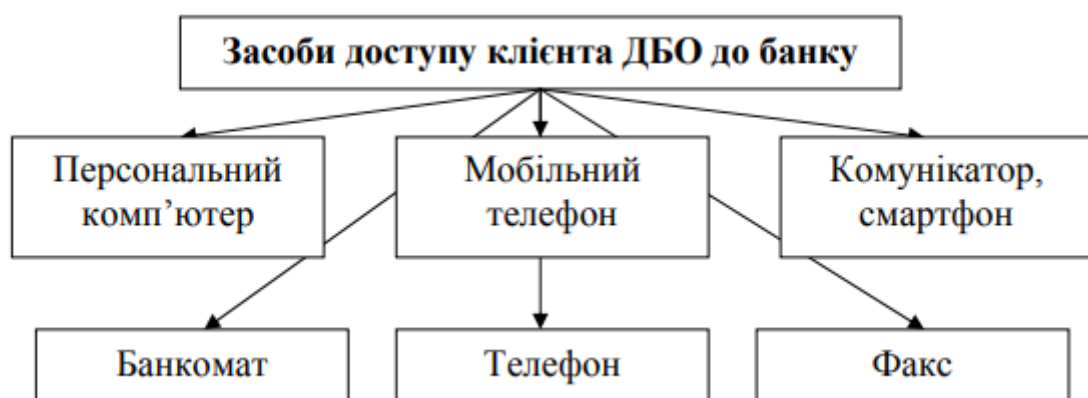 Засоби доступу клієнта ДБО до банку
Персональний
комп’ютер
Мобільний
телефон
Комунікатор,
смартфон
Банкомат
Телефон
Факс